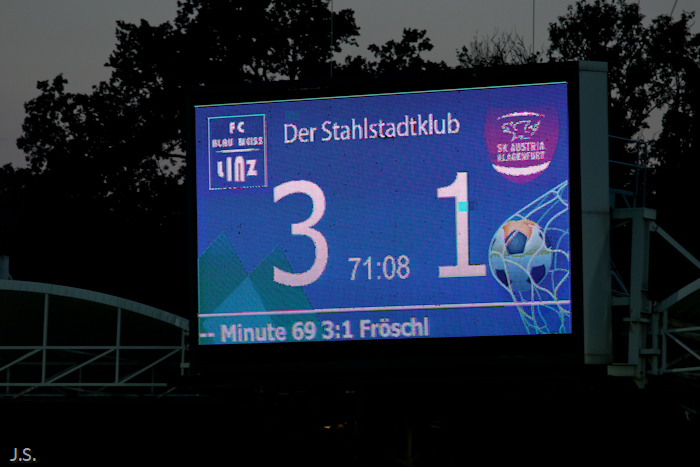 FC
BLAU WEISS
LINZ
Der Stahlstadtklub
SK AUSTRIA
KLAGENFURT
3 1
71:08
-- Minute 69 3:1 Fröschl
J.S.